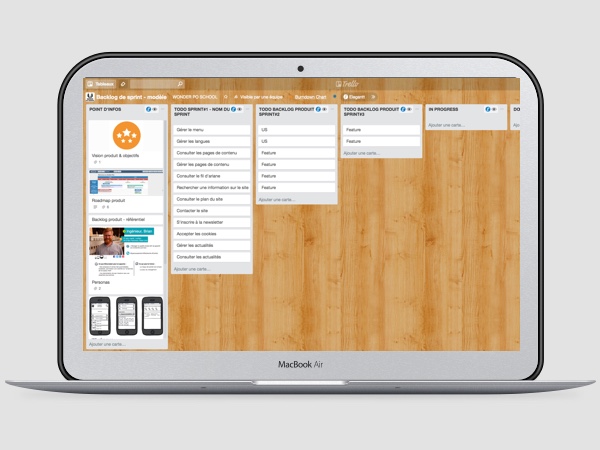 Tableaux
Trello
Backlog de sprint - modèle
WONDER PO SCHOOL
Visible par une équipe
Burndown Chart
Elegantt
POINT D'INFOS
Vision produit & objectifs
1
Roadmap produit
Backlog produit - référentiel
Ingénieur, Brian
Personas
2
Ajouter une carte...
TODO SPRINT#1 - NOM DU
SPRINT
Gérer le menu
Gérer les langues
Consulter les pages de contenu
Gérer les pages de contenu
Consulter le fil d'ariane
Rechercher une information sur le site
Consulter le plan du site
Contacter le site
S'inscrire à la newsletter
Accepter les cookies
Gérer les actualités
Consulter les actualités
Ajouter une carte...
TODO BACKLOG PRODUIT
SPRINT#2
US
US
Feature
Feature
Feature
Feature
Ajouter une carte...
TODO BACKLOG PRODUIT
SPRINT#3
Feature
Feature
Ajouter une carte...
IN PROGRESS
Ajouter une carte...
DO
MacBook Air